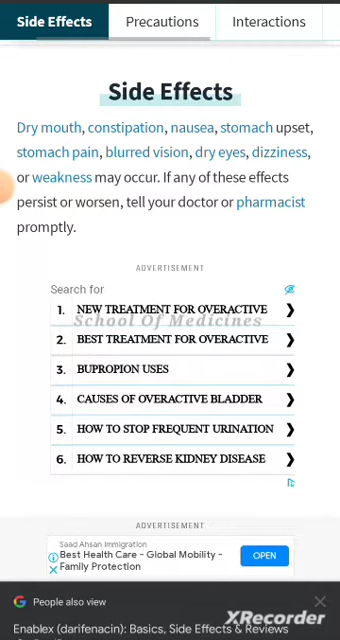 Side Effects Precautions Interactions
Side Effects
Dry mouth, constipation, nausea, stomach upset,
stomach pain, blurred vision, dry eyes, dizziness,
or weakness may occur. If any of these effects
persist or worsen, tell your doctor or pharmacist
promptly.
ADVERTISEMENT
Search for
1. NEW TREATMENT FOR OVERACTIVE
School Of Medicines
2. BEST TREATMENT FOR OVERACTIVE
3. BUPROPION USES
4. CAUSES OF OVERACTIVE BLADDER
5. HOW TO STOP FREQUENT URINATION
6. HOW TO REVERSE KIDNEY DISEASE
ADVERTISEMENT
Saad Ahsan Immigration
Best Health Care - Global Mobility -
Family Protection
OPEN
People also view
XRecorder
Enablex (darifenacin): Basics, Side Effects & Reviews